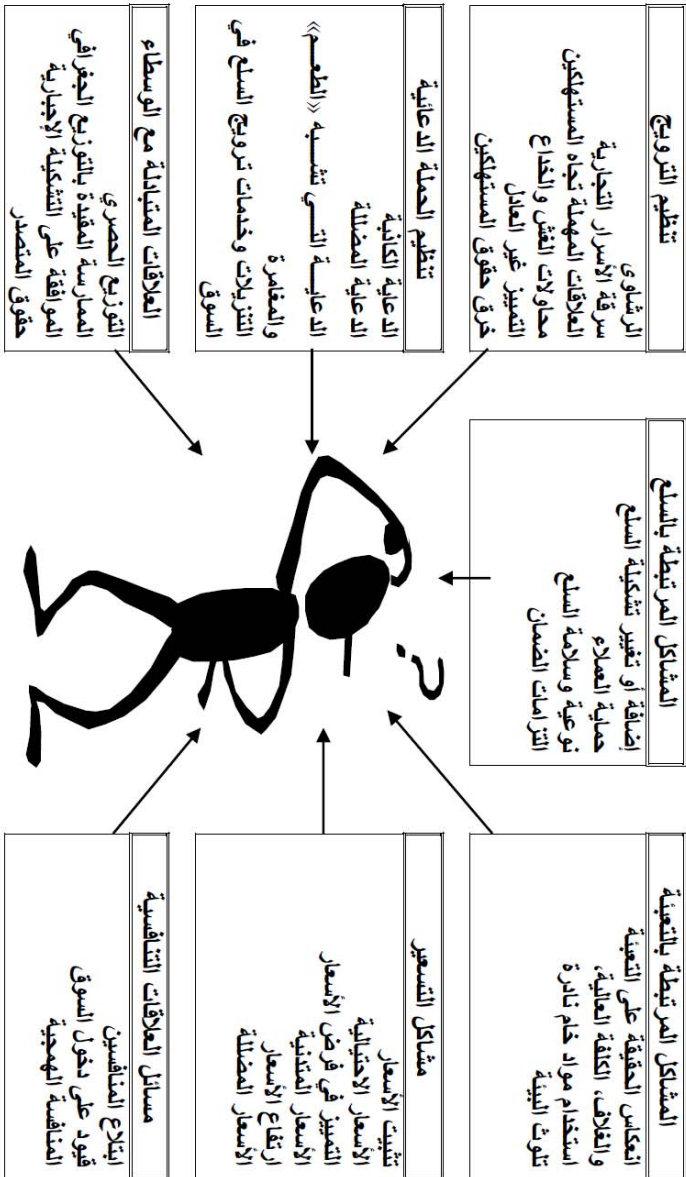 المشاكل المرتبطة بالتعبئة
انعكاس الحقيقة على التعبئة
والغلاف، الكلفة العالية،
استخدام مواد خام نادرة
تلوث البيئة
المشاكل المرتبطة بالسلع
إضافة أو تغيير تشكيلة السلع
حماية العملاء
نوعية وسلامة السلع
التزامات الضمان
تنظيم الترويج
الرشاوى
سرقة الأسرار التجارية
العلاقات المهملة تجاه المستهلكين
محاولات الغش والخداع
التمييز غير العادل
خرق حقوق المستهلكين
مشاكل التسعير
تثبيت الأسعار
الأسعار الاحتيالية
التمييز في فرض الأسعار
الأسعار المتدنية
ارتفاع الأسعار
الأسعار المضللة
?
تنظيم الحملة الدعائية
الدعاية الكاذبة
الدعاية المضللة
الدعايــة التــي تشــبه «الطعــم»
والمغامرة
التنزيلات وخدمات ترويج السلع في
السوق
مسائل العلاقات التنافسية
ابتلاع المنافسين
قيود على دخول السوق
المنافسة الهمجية
العلاقات المتبادلة مع الوسطاء
التوزيع الحصري
الممارسة المقيدة بالتوزيع الجغرافي
الموافقة على التشكيلة الإجبارية
حقوق المتصدر